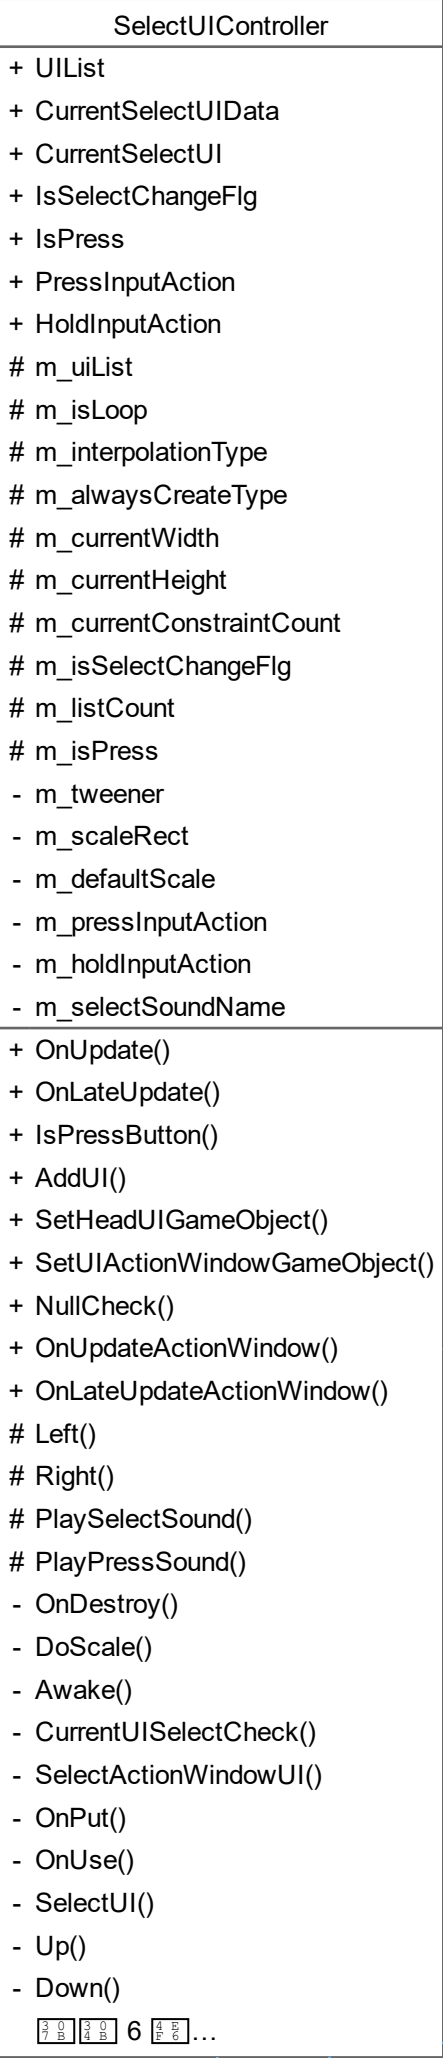 SelectUIController
+ UIList
+ CurrentSelectUIData
+ CurrentSelectUI
+ IsSelectChangeFlg
+ IsPress
+ PressInputAction
+ HoldInputAction
# m_uiList
# m_isLoop
# m_interpolationType
# m_alwaysCreateType
# m_currentWidth
# m_currentHeight
# m_currentConstraintCount
# m_isSelectChangeFlg
# m_listCount
# m_isPress
- m_tweener
- m_scaleRect
- m_defaultScale
- m_pressInputAction
- m_holdInputAction
- m_selectSoundName
+ OnUpdate()
+ OnLateUpdate()
+ IsPressButton()
+ AddUI()
+ SetHeadUIGameObject()
+ SetUIActionWindowGameObject()
+ NullCheck()
+ OnUpdateActionWindow()
+ OnLateUpdateActionWindow()
# Left()
# Right()
# PlaySelectSound()
# PlayPressSound()
- OnDestroy()
- DoScale()
- Awake()
- CurrentUISelectCheck()
- SelectActionWindowUI()
- OnPut()
- OnUse()
- SelectUI()
- Up()
- Down()
6 ...